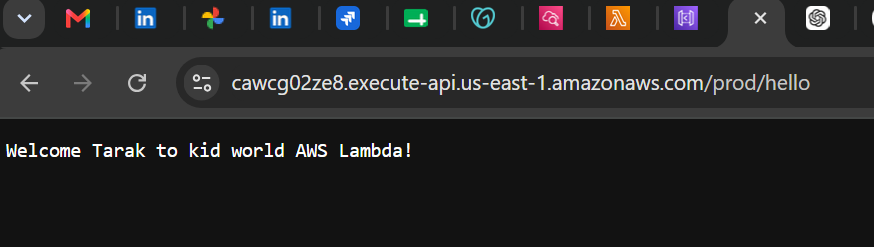 cawcg02ze8.execute-api.us-east-1.amazonaws.com/prod/hello
Welcome Tarak to kid world AWS Lambda!